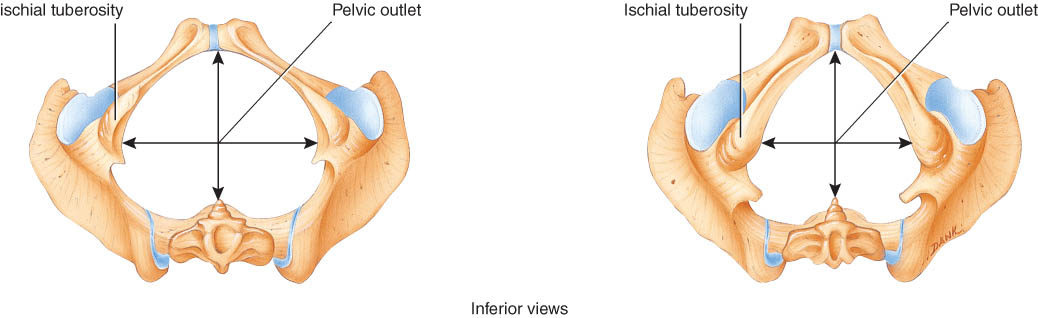 ischial tuberosity
Pelvic outlet
Ischial tuberosity
Pelvic outlet
DANK
Inferior views